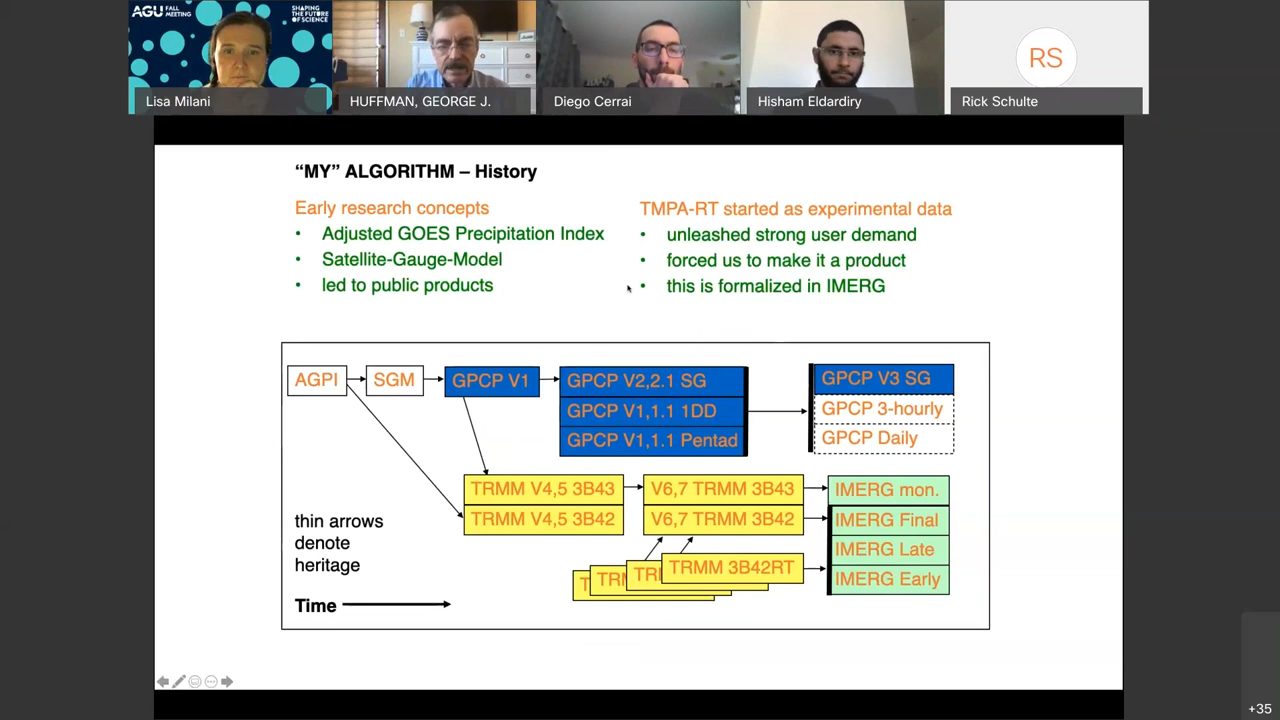 AGU FALL MEETING
SHAPING THE FUTURE OF SCIENCE
RS
Lisa Milani
HUFFMAN, GEORGE J.
Diego Cerrai
Hisham Eldardiry
Rick Schulte
“MY” ALGORITHM – History
Early research concepts
• Adjusted GOES Precipitation Index
• Satellite-Gauge-Model
• led to public products
TMPA-RT started as experimental data
• unleashed strong user demand
• forced us to make it a product
• this is formalized in IMERG
AGPI
SGM
GPCP V1
GPCP V2,2.1 SG
GPCP V1,1.1 1DD
GPCP V1,1.1 Pentad
GPCP V3 SG
GPCP 3-hourly
GPCP Daily
TRMM V4,5 3B43
TRMM V4,5 3B42
V6,7 TRMM 3B43
V6,7 TRMM 3B42
IMERG mon.
IMERG Final
IMERG Late
IMERG Early
T
TRM
TRM
TRMM 3B42RT
thin arrows
denote
heritage
Time
+35